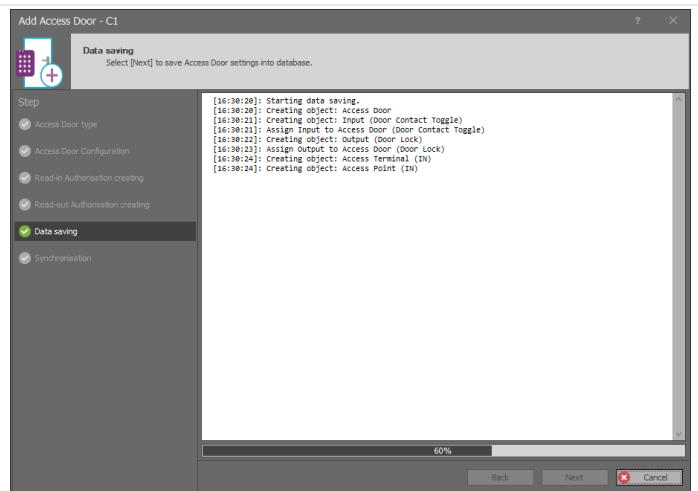 Add Access Door - C1
?
Data saving
Select [Next] to save Access Door settings into database.
Step
Access Door type
Access Door Configuration
Read-in Authorisation creating
Read-out Authorisation creating
Data saving
Synchronisation
[16:30:20]: Starting data saving.
[16:30:20]: Creating object: Access Door
[16:30:21]: Creating object: Input (Door Contact Toggle)
[16:30:21]: Assign Input to Access Door (Door Contact Toggle)
[16:30:22]: Creating object: Output (Door Lock)
[16:30:23]: Assign Output to Access Door (Door Lock)
[16:30:24]: Creating object: Access Terminal (IN)
[16:30:24]: Creating object: Access Point (IN)
60%
Back
Next
Cancel